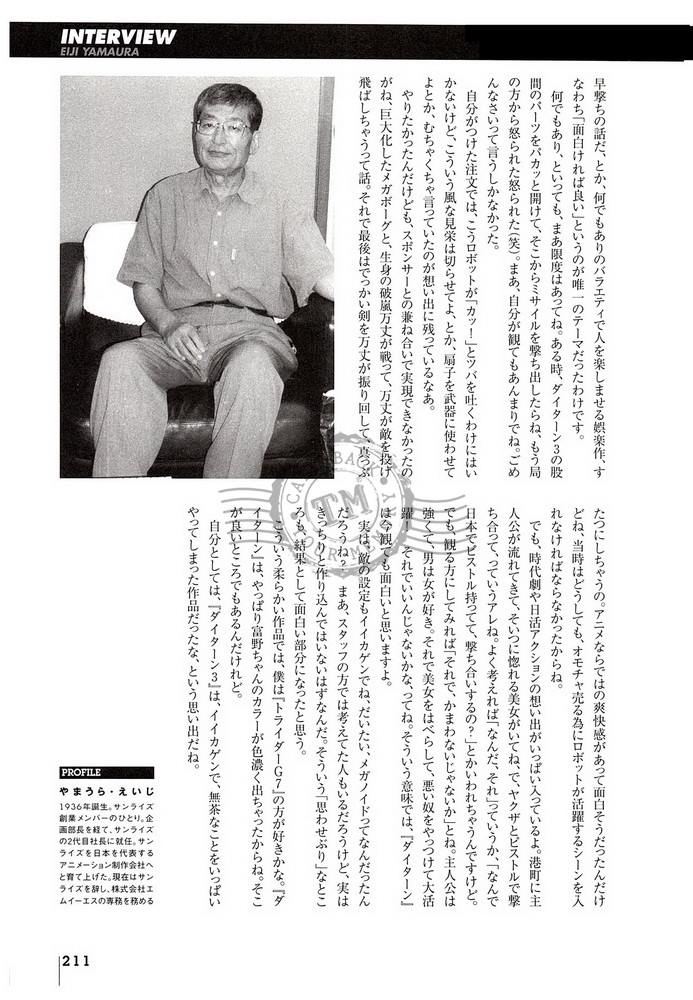 INTERVIEW
EIJI YAMAURA
早撃ちの話だ、とか、何でもありのバラエティで人を楽しませる娯楽作、す
なわち「面白ければ良い」というのが唯一のテーマだったわけです。
何でもあり、といっても、まあ限度はあってね。ある時、ダイターン3の股
間のパーツをパカッと開けて、そこからミサイルを撃ち出したらね、もう局
の方から怒られた怒られた(笑)。まあ、自分が観てもあんまりでね。ごめ
んなさいって言うしかなかった。
自分がつけた注文では、こうロボットが「カッ!」とツバを吐くわけにはい
かないけど、こういう風な見栄は切らせてよ、とか、扇子を武器に使わせて
よとか、むちゃくちゃ言っていたのが想い出に残っているなあ。
やりたかったんだけども、スポンサーとの兼ね合いで実現できなかったの
がね、巨大化したメガボーグと、生身の破嵐万丈が戦って、万丈が敵を投げ
飛ばしちゃうって話。それで最後はでっかい剣を万丈が振り回して、真っぷ
たつにしちゃうの。アニメならではの爽快感があって面白そうだったんだけ
どね、当時はどうしても、オモチャ売る為にロボットが活躍するシーンを入
れなければならなかったからね。
でも、時代劇や日活アクションの想い出がいっぱい入っているよ。港町に主
人公が流れてきて、そいつに惚れる美女がいてね、で、ヤクザとピストルで撃
ち合って、っていうアレね。よく考えれば「なんだ、それ」っていうか、「なんで
日本でピストル持ってて、撃ち合いするの?」とかいわれちゃうんですけど。
でも、観る方にしてみれば「それで、かまわないじゃないか」とね。主人公は
強くて、男は女が好き。それで美女をはべらして、悪い奴をやっつけて大活
躍! それでいいんじゃないかな、ってね。そういう意味では、『ダイターン』
は今観ても面白いと思いますよ。
実は、敵の設定もイイカゲンでね、だいたい、メガノイドってなんだったん
だろうね? まあ、スタッフの方では考えてた人もいるだろうけど、実は
きっちりと作り込んではいないはずなんだ。そういう「思わせぶり」なとこ
ろも、結果として面白い部分になったと思う。
こういう柔らかい作品では、僕は『トライダーG7』の方が好きかな。『ダ
イターン』は、やっぱり富野ちゃんのカラーが色濃く出ちゃったからね。そこ
が良いところでもあるんだけれど。
自分としては、『ダイターン3』は、イイカゲンで、無茶なことをいっぱい
やってしまった作品だったな、という思い出だね。
PROFILE
やまうら・えいじ
1936年誕生。サンライズ
創業メンバーのひとり。企
画部長を経て、サンライズ
の2代目社長に就任。サン
ライズを日本を代表する
アニメーション制作会社へ
と育て上げた。現在はサン
ライズを辞し、株式会社エ
ムイーエスの専務を務める
TM
211